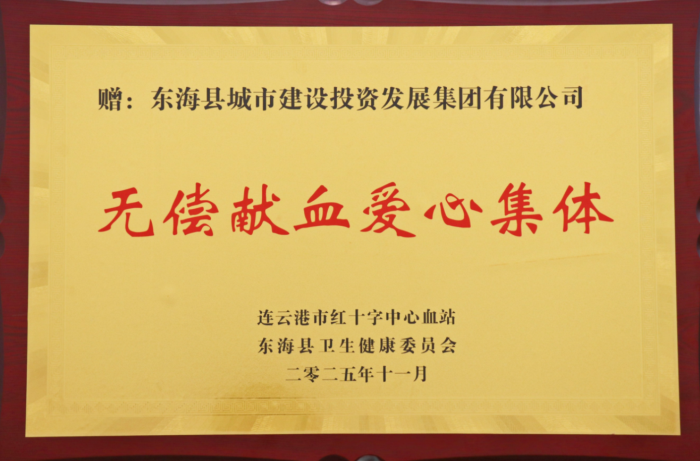 赠：东海县城市建设投资发展集团有限公司
无偿献血爱心集体
连云港市红十字中心血站
东海县卫生健康委员会
二零二五年十一月